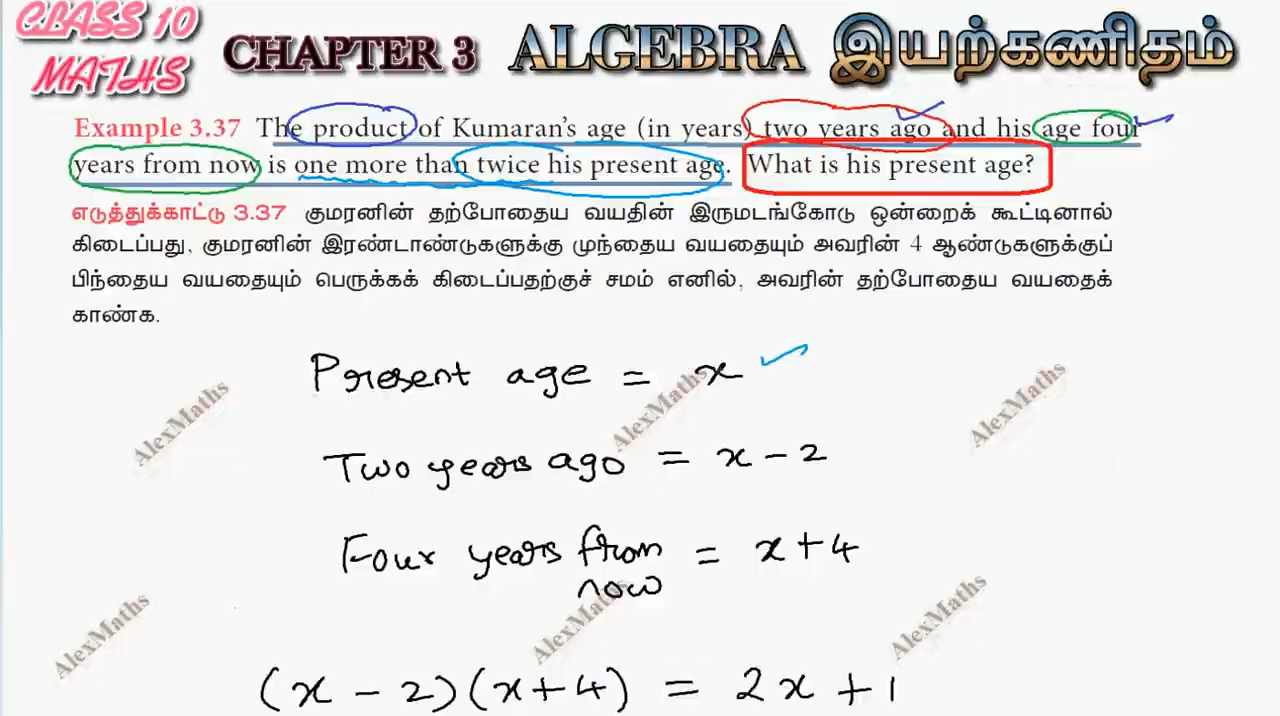 CLASS 10
MATHS
CHAPTER 3 ALGEBRA இயற்கணிதம்
Example 3.37 The product of Kumaran's age (in years) two years ago and his age four
years from now is one more than twice his present age. What is his present age?
எடுத்துக்காட்டு 3.37 குமரனின் தற்போதைய வயதின் இருமடங்கோடு ஒன்றைக் கூட்டினால்
கிடைப்பது, குமரனின் இரண்டாண்டுகளுக்கு முந்தைய வயதையும் அவரின் 4 ஆண்டுகளுக்குப்
பிந்தைய வயதையும் பெருக்கக் கிடைப்பதற்குச் சமம் எனில், அவரின் தற்போதைய வயதைக்
காண்க.
Present age = x
AlexMaths AlexMaths AlexMaths
Two years ago = x - 2
Four years from = x + 4
now
AlexMaths AlexMaths AlexMaths
(x - 2)(x + 4) = 2x + 1